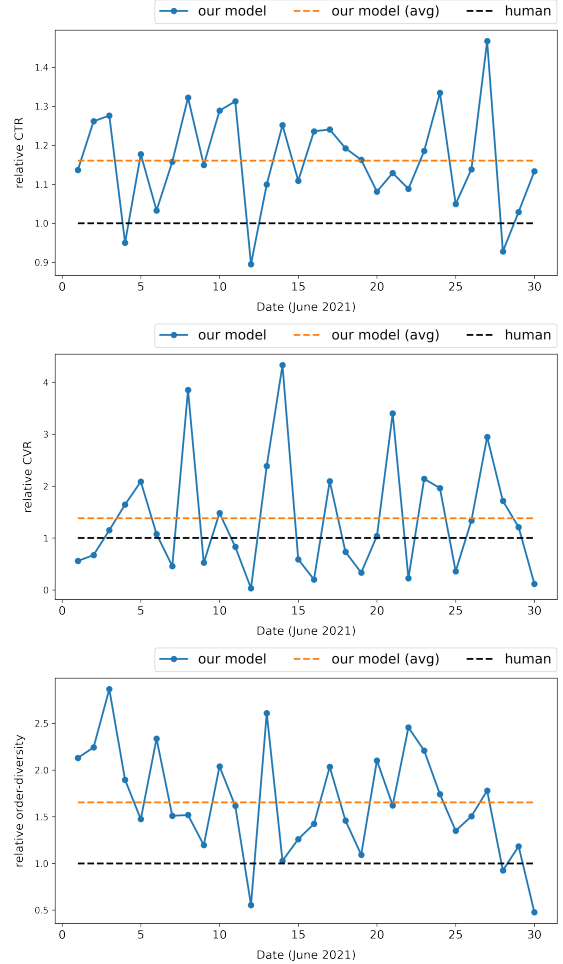 our model our model (avg) human
1.4
1.3
1.2
1.1
1.0
0.9
relative CTR
0 5 10 15 20 25 30
Date (June 2021)
our model our model (avg) human
4
3
2
1
0
relative CVR
0 5 10 15 20 25 30
Date (June 2021)
our model our model (avg) human
2.5
2.0
1.5
1.0
0.5
relative order-diversity
0 5 10 15 20 25 30
Date (June 2021)